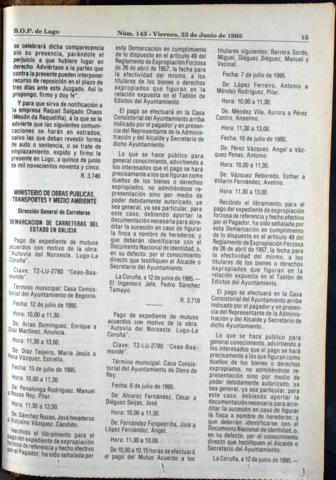 B.O.P. de Lugo
Núm. 143 - Viernes, 23 de Junio de 1995
15
se celebrará dicha comparecencia
sin su presencia, parándole el
perjuicio a que hubiere lugar en
derecho. Adviértase a la partes que
contra la presente pueden interponer
recurso de reposición en el plazo de
tres días ante este Juzgado. Así lo
propongo, firmo y doy fe".
Y para que sirva de notificación a
la empresa Raquel Salgado Chaos
(Mesón da Raqueliña), a la que se
advierte que las siguientes
comunicaciones se harán en estrados,
salvo las que deban revestir forma
de auto o sentencia, o se trate de
emplazamiento, expido y firmo la
presente en Lugo, a quince de junio
de mil novecientos noventa y cinco.
R. 3.740
MINISTERIO DE OBRAS PUBLICAS,
TRANSPORTES Y MEDIO AMBIENTE
Dirección General de Carreteras
DEMARCACION DE CARRETERAS DEL
ESTADO EN GALICIA
Pago de expediente de mutuos
acuerdos con motivo de la obra:
"Autovía del Noroeste. Lugo-La
Coruña".
Clave: T2-LU-2780. "Ceao-Baa-
monde".
Término municipal: Casa Consis-
torial del Ayuntamiento de Begonte.
Fecha: 12 de julio de 1995.
Hora: 10,00 a 11,30.
De: Arias Domínguez, Enrique a
Díaz Martínez, Anuncia.
Hora: 11,30 a 13,00.
De: Díaz Teijeiro, María Jesús a
Pena Vázquez, Estrella.
Fecha: 13 de julio de 1995.
Hora: 10,00 a 11,30.
De: Penalonga Rodríguez, Manuel
a Rozas Rey, Pilar.
Hora: 11,30 a 13,00.
De: Sánchez Rozas, José herederos
a Vizcaíno Vázquez, Cándido.
Recibido el libramiento para el
pago del expediente de expropiación
forzosa de referencia y hecho efectivo
por el Pagador, ha sido señalado por
esta Demarcación en cumplimiento
de lo dispuesto en el artículo 49 del
Reglamento de Expropiación Forzosa
de 26 de abril de 1957, la fecha para
la efectividad del mismo, a los
titulares de los distintos bienes de
expropiación que figuran en la
relación expuesta en el Tablón de
Edictos del Ayuntamiento.
El pago se efectuará en la Casa
Consistorial del Ayuntamiento arriba
indicado por el pagador y en presen-
cia del Representante de la Adminis-
tración y del Alcalde y Secretario de
dicho Ayuntamiento.
Lo que se hace público para
general conocimiento, advirtiendo a
los interesados que el pago se hará
precisamente a los que figuran como
dueños de los bienes o derechos
expropiados, no admitiéndose repre-
sentación sino por medio de
poder debidamente autorizado, ya
sea general, ya sea particular, para
este caso, debiendo aportar la
documentación necesaria para acre-
ditar la sucesión en caso de figurar
la finca a nombre de herederos; y
que deberán identificarse con el
Documento Nacional de Identidad, o,
en su defecto, por el conocimiento
directo que testifiquen el Alcalde o
Secretario del Ayuntamiento.
La Coruña, a 12 de junio de 1995. —
El Ingeniero Jefe, Pedro Sánchez
Tamayo.
R. 3.719
Pago de expediente de mutuos
acuerdos con motivo de la obra:
"Autovía del Noroeste. Lugo-La
Coruña".
Clave: T2-LU-2780 "Ceao-Baa-
monde".
Término municipal: Casa Consis-
torial del Ayuntamiento de Otero de
Rey.
Fecha: 6 de julio de 1995.
De: Alvarez Fernández, César a
Diéguez Seijas, José.
Hora: 10,00 a 11,30.
De: Fernández Fonpedriña, José a
López Fernández, Angel.
Hora: 11,30 a 13,00.
De 10,00 a 10,15 horas se efectuará
el pago del Mutuo Acuerdo a los
titulares siguientes: Barrera Sordo,
Miguel, Diéguez Diéguez, Manuel y
Vecinal.
Fecha: 7 de julio de 1995.
De: López Ferreiro, Antonio a
Méndez Rodríguez, Pilar.
Hora: 10,00 a 11,30.
De: Méndez Vila, Aurora a Pérez
Castro, Anselmo.
Hora: 11,30 a 13,00.
Fecha: 10 de julio de 1995.
De: Pérez Vázquez, Angel a Váz-
quez Penas, Antonio.
Hora: 10,00 a 11,30.
De: Vázquez Reboredo, Esther a
Villarín Fernández, Avelino.
Hora: 11,30 a 13,00.
Recibido el libramiento para el
pago del expediente de expropiación
forzosa de referencia y hecho efectivo
por el Pagador, ha sido señalado por
esta Demarcación en cumplimiento
de lo dispuesto en el artículo 49 del
Reglamento de Expropiación Forzosa
de 26 de abril de 1957, la fecha para
la efectividad del mismo, a los
titulares de los distintos bienes de
expropiación que figuran en la
relación expuesta en el Tablón de
Edictos del Ayuntamiento.
El pago se efectuará en la Casa
Consistorial del Ayuntamiento arriba
indicado por el pagador y en presencia
del Representante de la Administra-
ción y del Alcalde y Secretario de
dicho Ayuntamiento.
Lo que se hace público para
general conocimiento, advirtiendo a
los interesados que el pago se hará
precisamente a los que figuran como
dueños de los bienes o derechos
expropiados, no admitiéndose re-
presentación sino por medio de
poder debidamente autorizado, ya
sea general, ya sea particular, para
este caso, debiendo aportar la
documentación necesaria para acre-
ditar la sucesión en caso de figurar
la finca a nombre de herederos; y
que deberán identificarse con el
Documento Nacional de Identidad, o,
en su defecto, por el conocimiento
directo que testifiquen el Alcalde o
Secretario del Ayuntamiento.
La Coruña, a 12 de junio de 1995. —